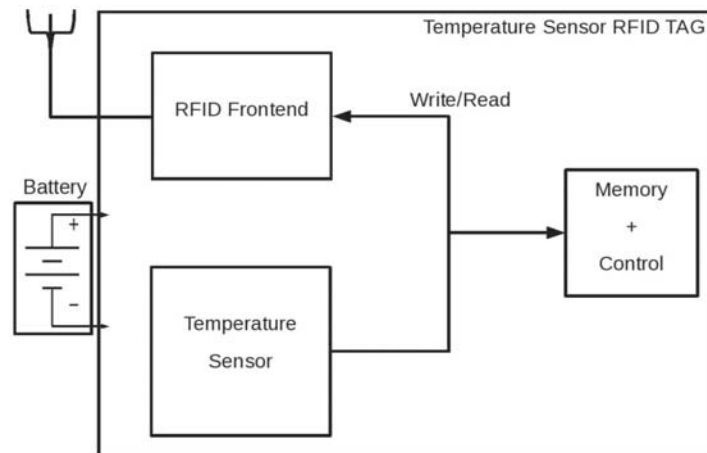 Temperature Sensor RFID TAG
RFID Frontend
Write/Read
Battery
+
−
Memory
+
Control
Temperature
Sensor